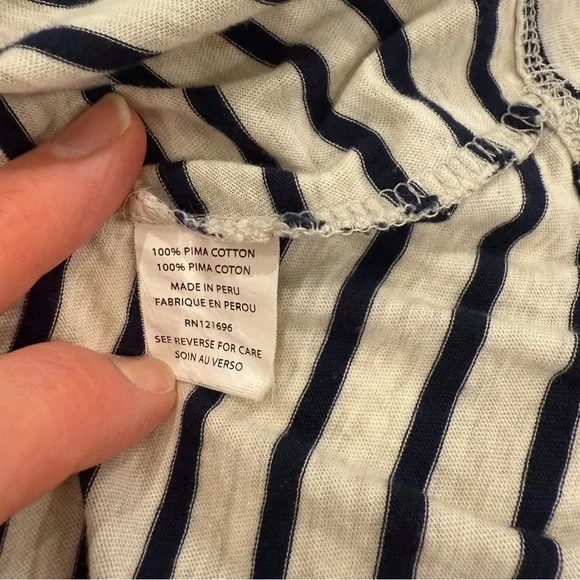 100% PIMA COTTON
100% PIMA COTON
MADE IN PERU
FABRIQUE EN PEROU
RN121696
SEE REVERSE FOR CARE
SOIN AU VERSO